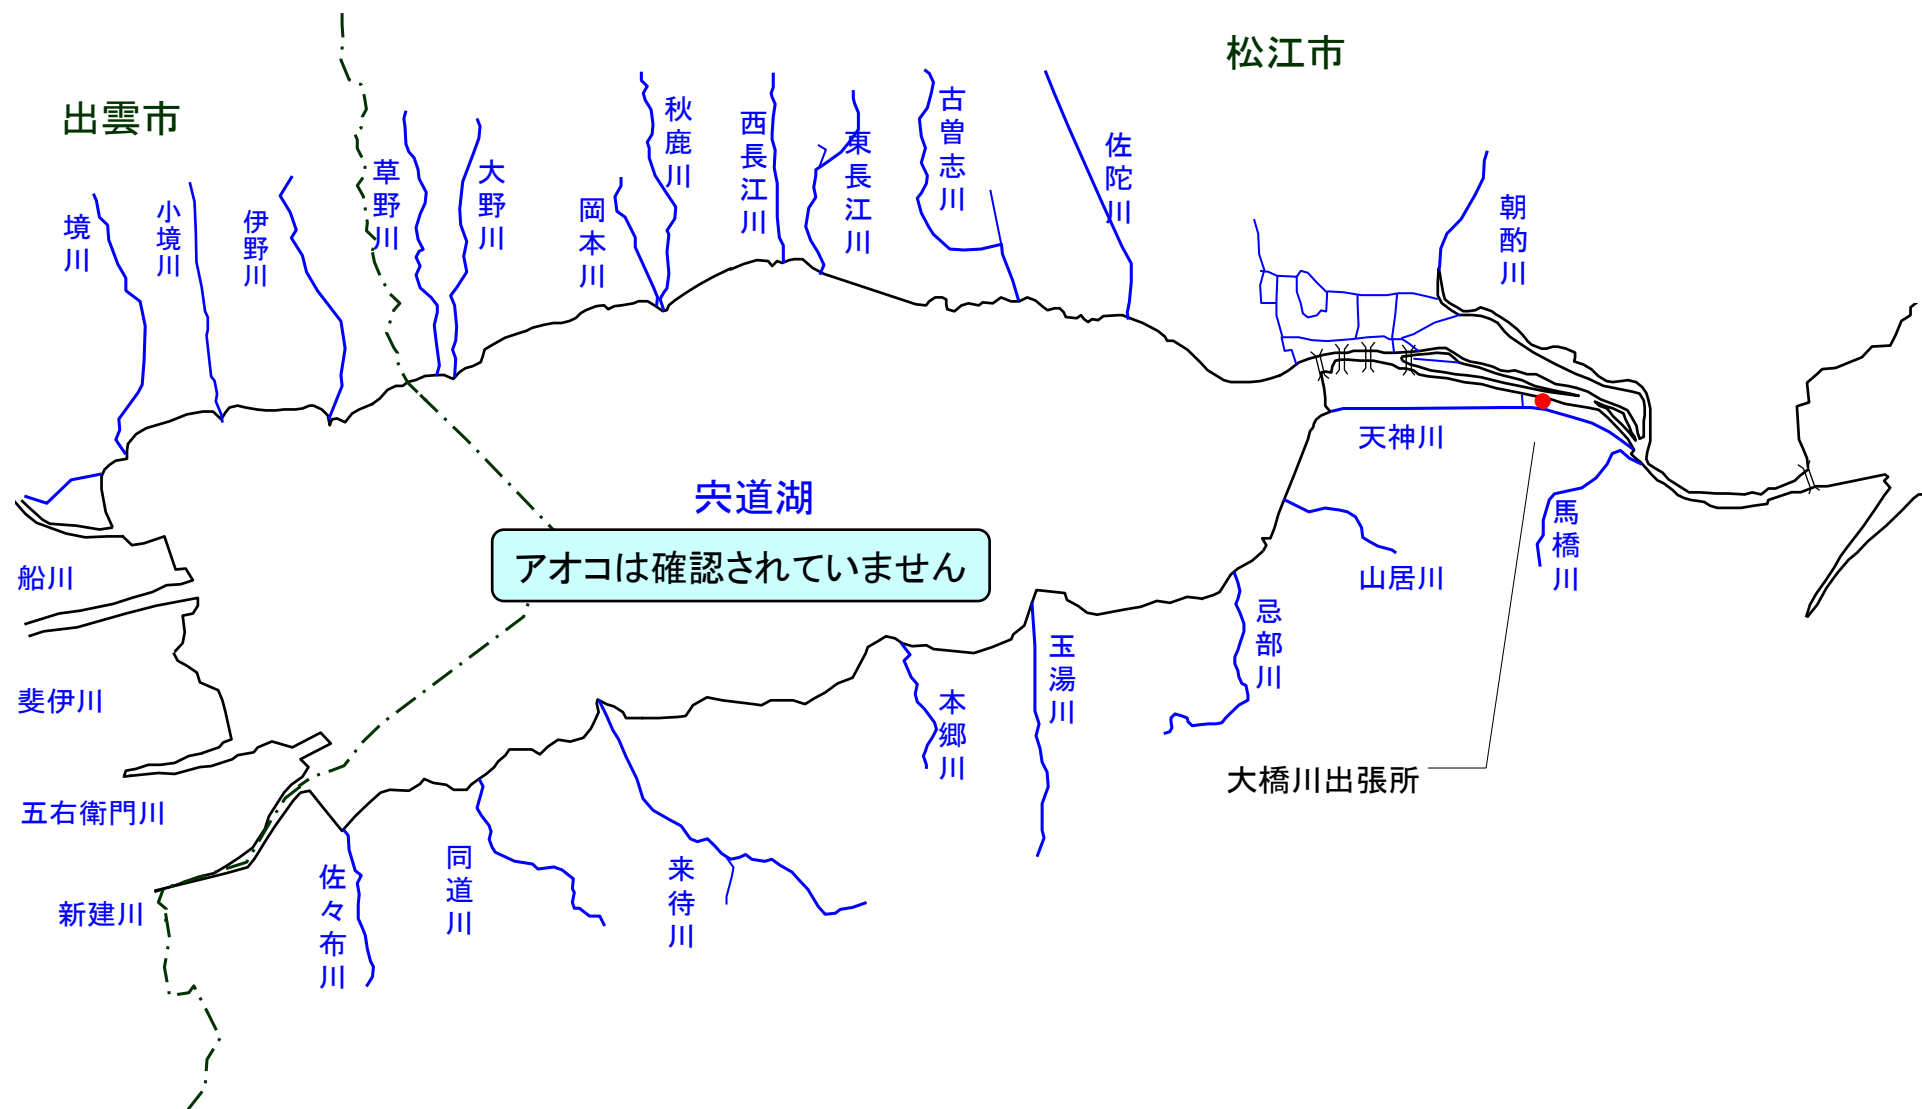 松江市
出雲市
境川
小境川
伊野川
草野川
大野川
岡本川
秋鹿川
西長江川
東長江川
古曽志川
佐陀川
朝酌川
天神川
宍道湖
アオコは確認されていません
馬橋川
山居川
船川
忌部川
玉湯川
斐伊川
本郷川
大橋川出張所
五右衛門川
同道川
来待川
佐々布川
新建川